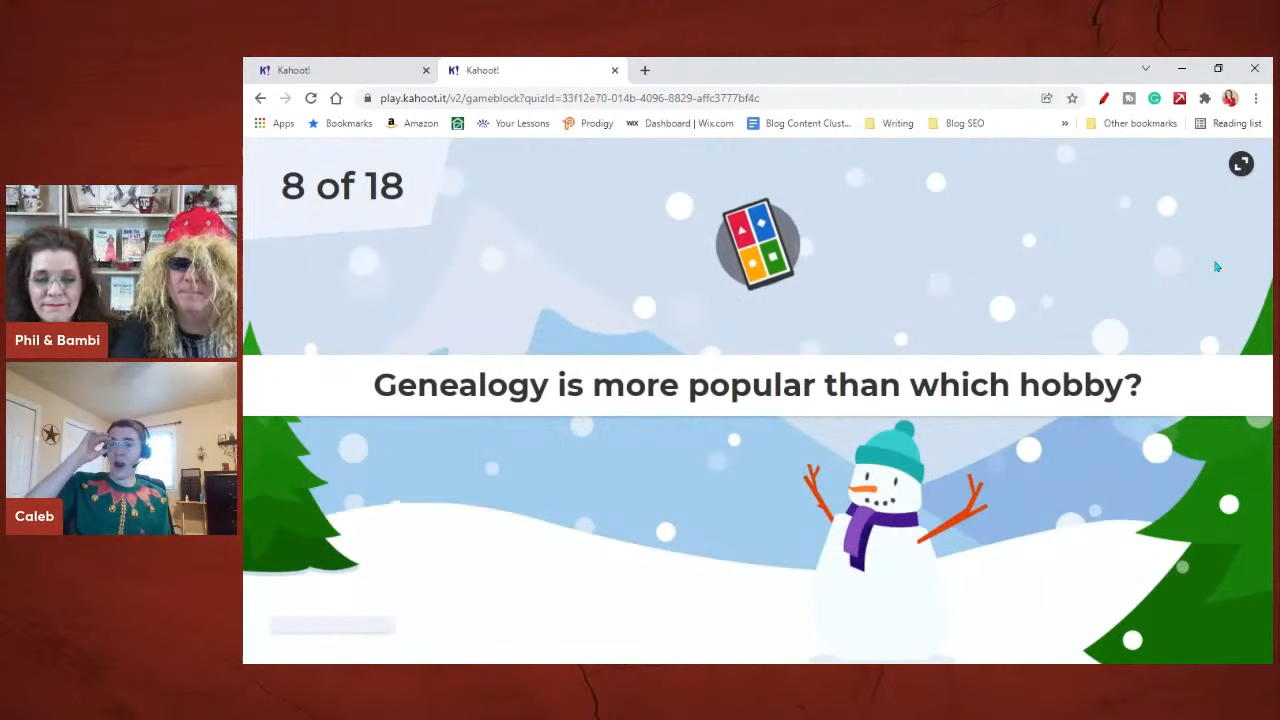 Kahoot!
Kahoot!
play.kahoot.it/v2/gameblock?quizId=33f12e70-014b-4096-8829-affc3777bf4c
Apps Bookmarks Amazon Your Lessons Prodigy Dashboard | Wix.com Blog Content Clust... Writing Blog SEO » Other bookmarks Reading list
8 of 18
Genealogy is more popular than which hobby?
Phil & Bambi
Caleb